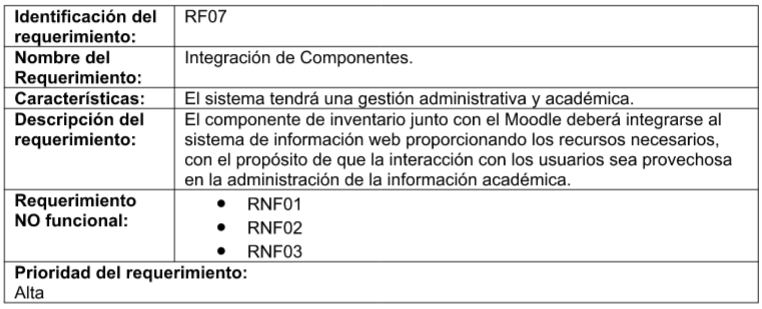 Identificación del requerimiento: RF07
Nombre del Requerimiento: Integración de Componentes.
Características: El sistema tendrá una gestión administrativa y académica.
Descripción del requerimiento: El componente de inventario junto con el Moodle deberá integrarse al
sistema de información web proporcionando los recursos necesarios,
con el propósito de que la interacción con los usuarios sea provechosa
en la administración de la información académica.
Requerimiento NO funcional:
• RNF01
• RNF02
• RNF03
Prioridad del requerimiento:
Alta